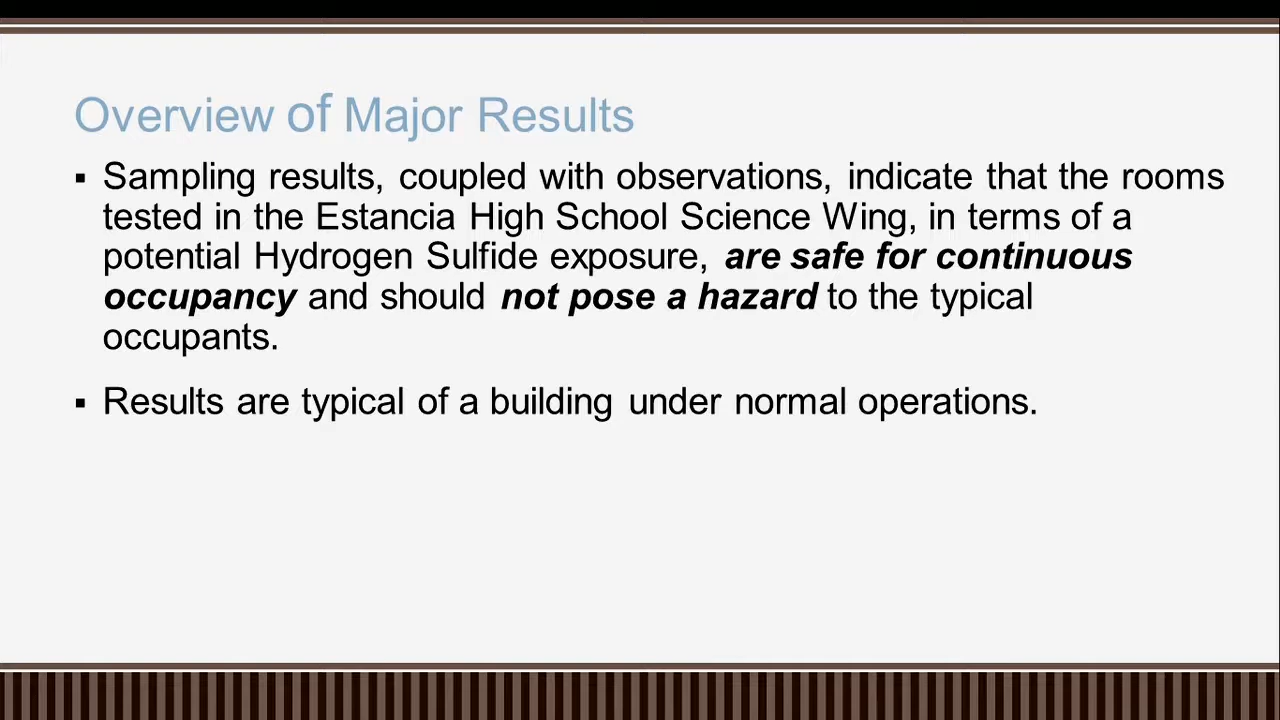 Overview of Major Results
▪ Sampling results, coupled with observations, indicate that the rooms
tested in the Estancia High School Science Wing, in terms of a
potential Hydrogen Sulfide exposure, are safe for continuous
occupancy and should not pose a hazard to the typical
occupants.
▪ Results are typical of a building under normal operations.